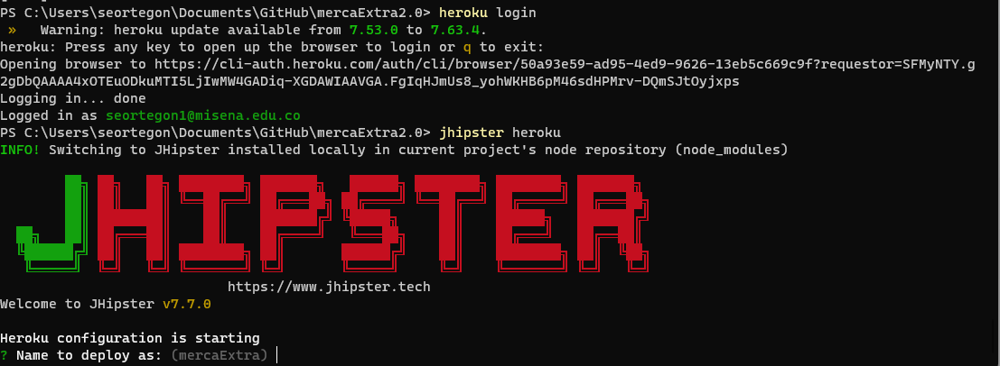 PS C:\Users\seortegon\Documents\GitHub\mercaExtra2.0> heroku login
» Warning: heroku update available from 7.53.0 to 7.63.4.
heroku: Press any key to open up the browser to login or q to exit:
Opening browser to https://cli-auth.heroku.com/auth/cli/browser/50a93e59-ad95-4ed9-9626-13eb5c669c9f?requestor=SFMyNTY.g
2gDbQAAAA4xOTEuODkuMTI5LjIwMW4GADiq-XGDAWIAAVGA.FgIqHJmUs8_yohWKHB6pM46sdHPMrv-DQmSJtOyjxps
Logging in... done
Logged in as seortegon1@misena.edu.co
PS C:\Users\seortegon\Documents\GitHub\mercaExtra2.0> jhipster heroku
INFO! Switching to JHipster installed locally in current project's node repository (node_modules)
JHIPSTER
https://www.jhipster.tech
Welcome to JHipster v7.7.0
Heroku configuration is starting
? Name to deploy as: (mercaExtra)